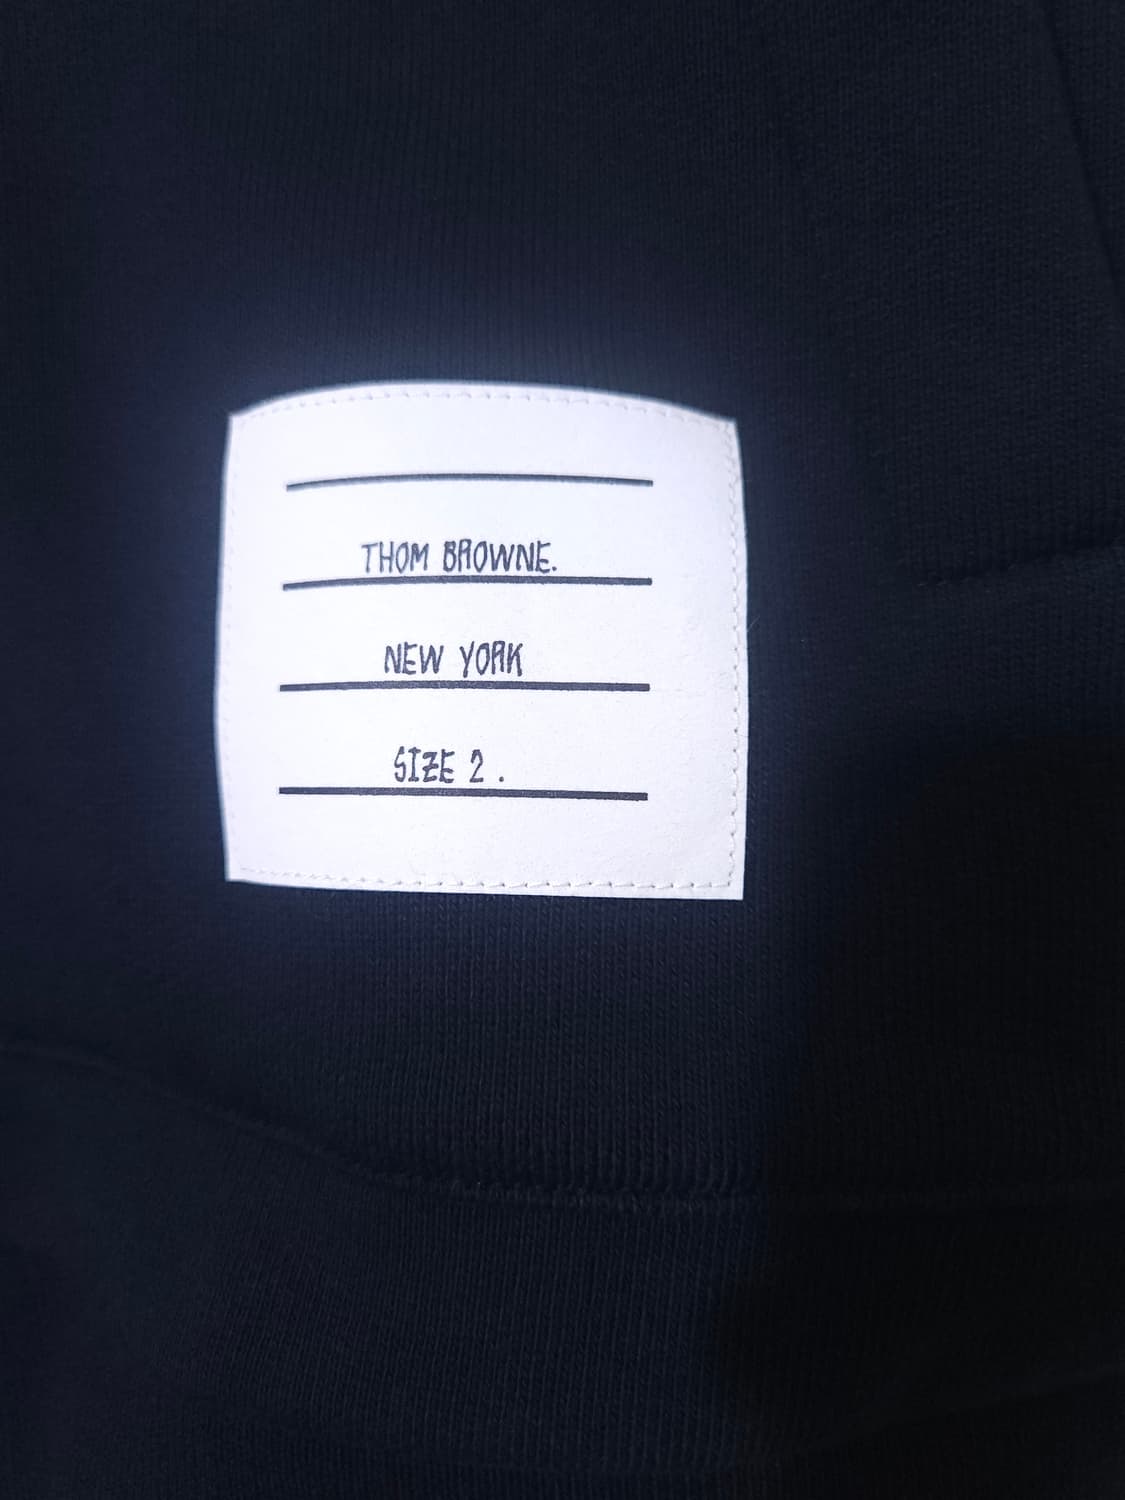 THOM BROWNE.
NEW YORK
SIZE 2 .